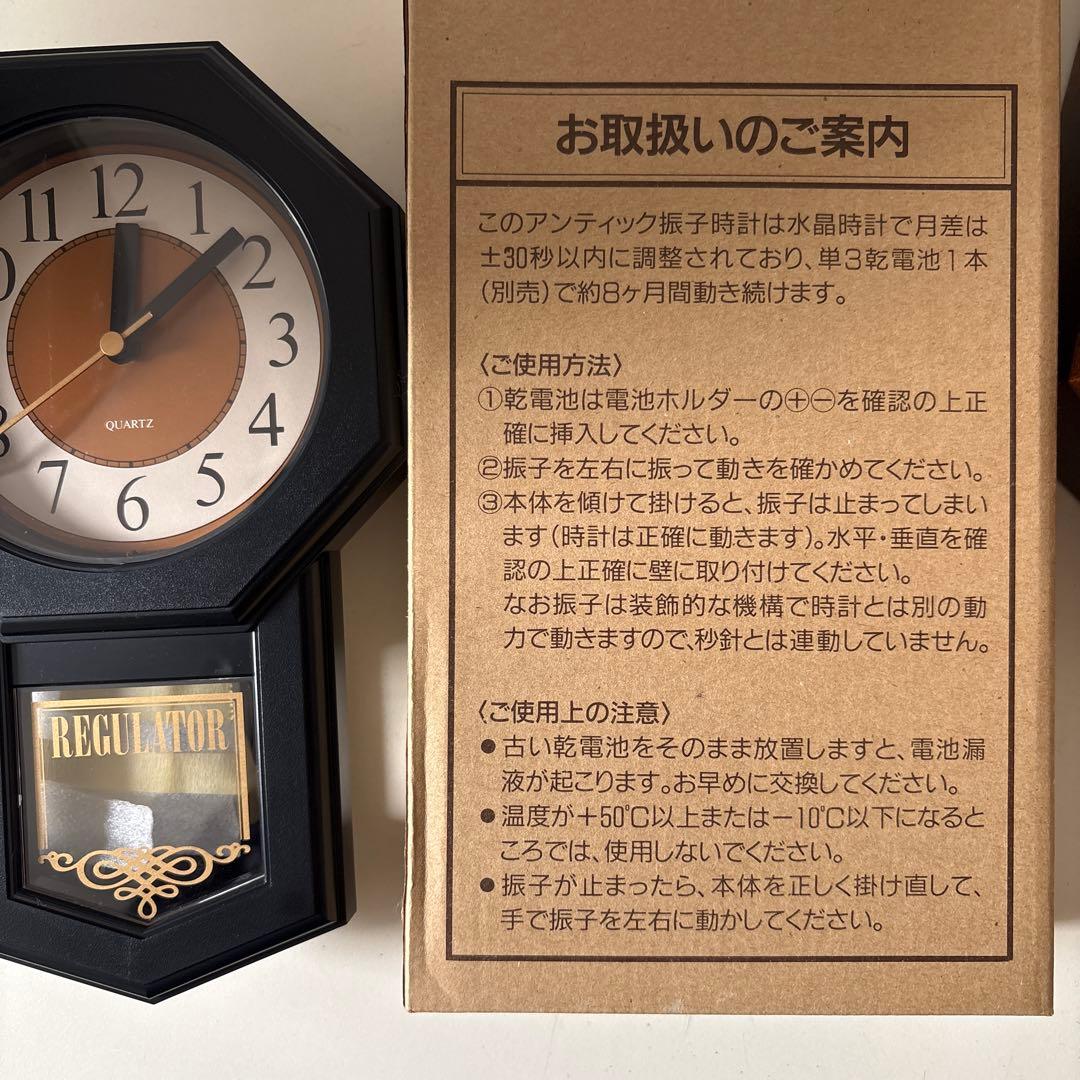 12
11
1
2
3
4
5
6
7
QUARTZ
REGULATOR
お取扱いのご案内
このアンティック振子時計は水晶時計で月差は
±30秒以内に調整されており、単3乾電池1本
(別売)で約8ヶ月間動き続けます。
〈ご使用方法〉
①乾電池は電池ホルダーの⊕⊖を確認の上正
確に挿入してください。
②振子を左右に振って動きを確かめてください。
③本体を傾けて掛けると、振子は止まってしまい
ます(時計は正確に動きます)。水平・垂直を確
認の上正確に壁に取り付けてください。
なお振子は装飾的な機構で時計とは別の動
力で動きますので、秒針とは連動していません。
〈ご使用上の注意〉
●古い乾電池をそのまま放置しますと、電池漏
液が起こります。お早めに交換してください。
●温度が+50℃以上または−10℃以下になると
ころでは、使用しないでください。
●振子が止まったら、本体を正しく掛け直して、
手で振子を左右に動かしてください。